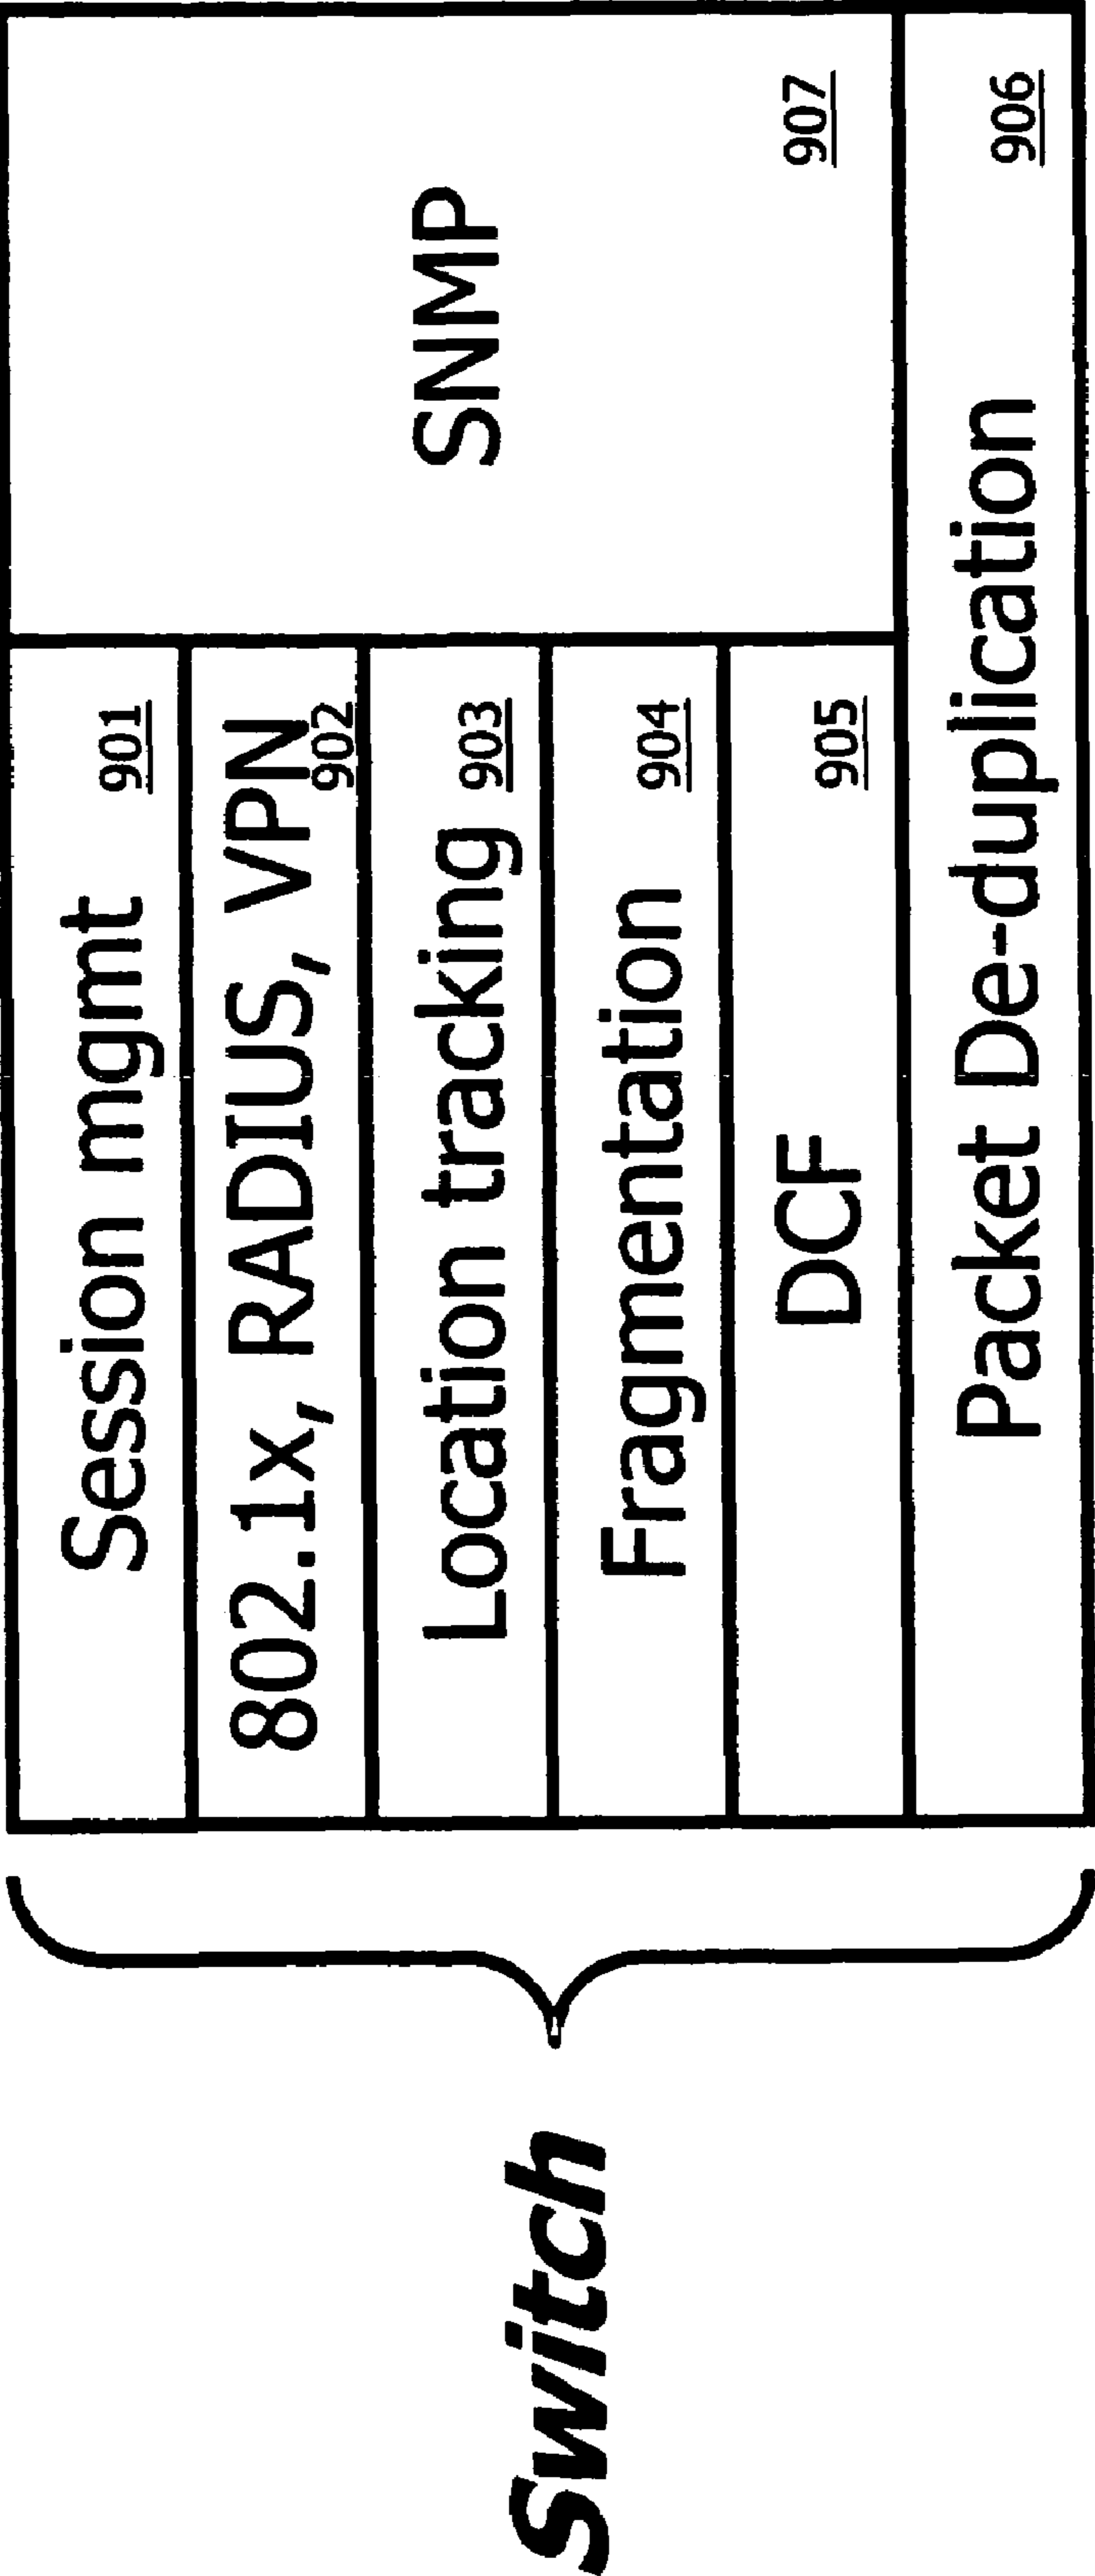 Switch
Session mgmt
901
802.1x, RADIUS, VPN
902
Location tracking
903
Fragmentation
904
DCF
905
SNMP
907
Packet De-duplication
906